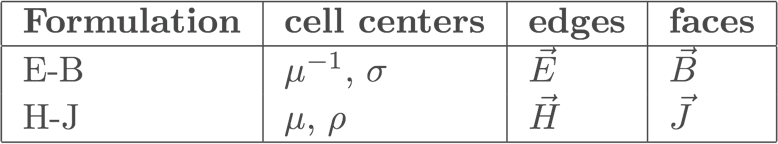 Formulation cell centers edges faces
E-B μ⁻¹, σ E⃗ B⃗
H-J μ, ρ H⃗ J⃗